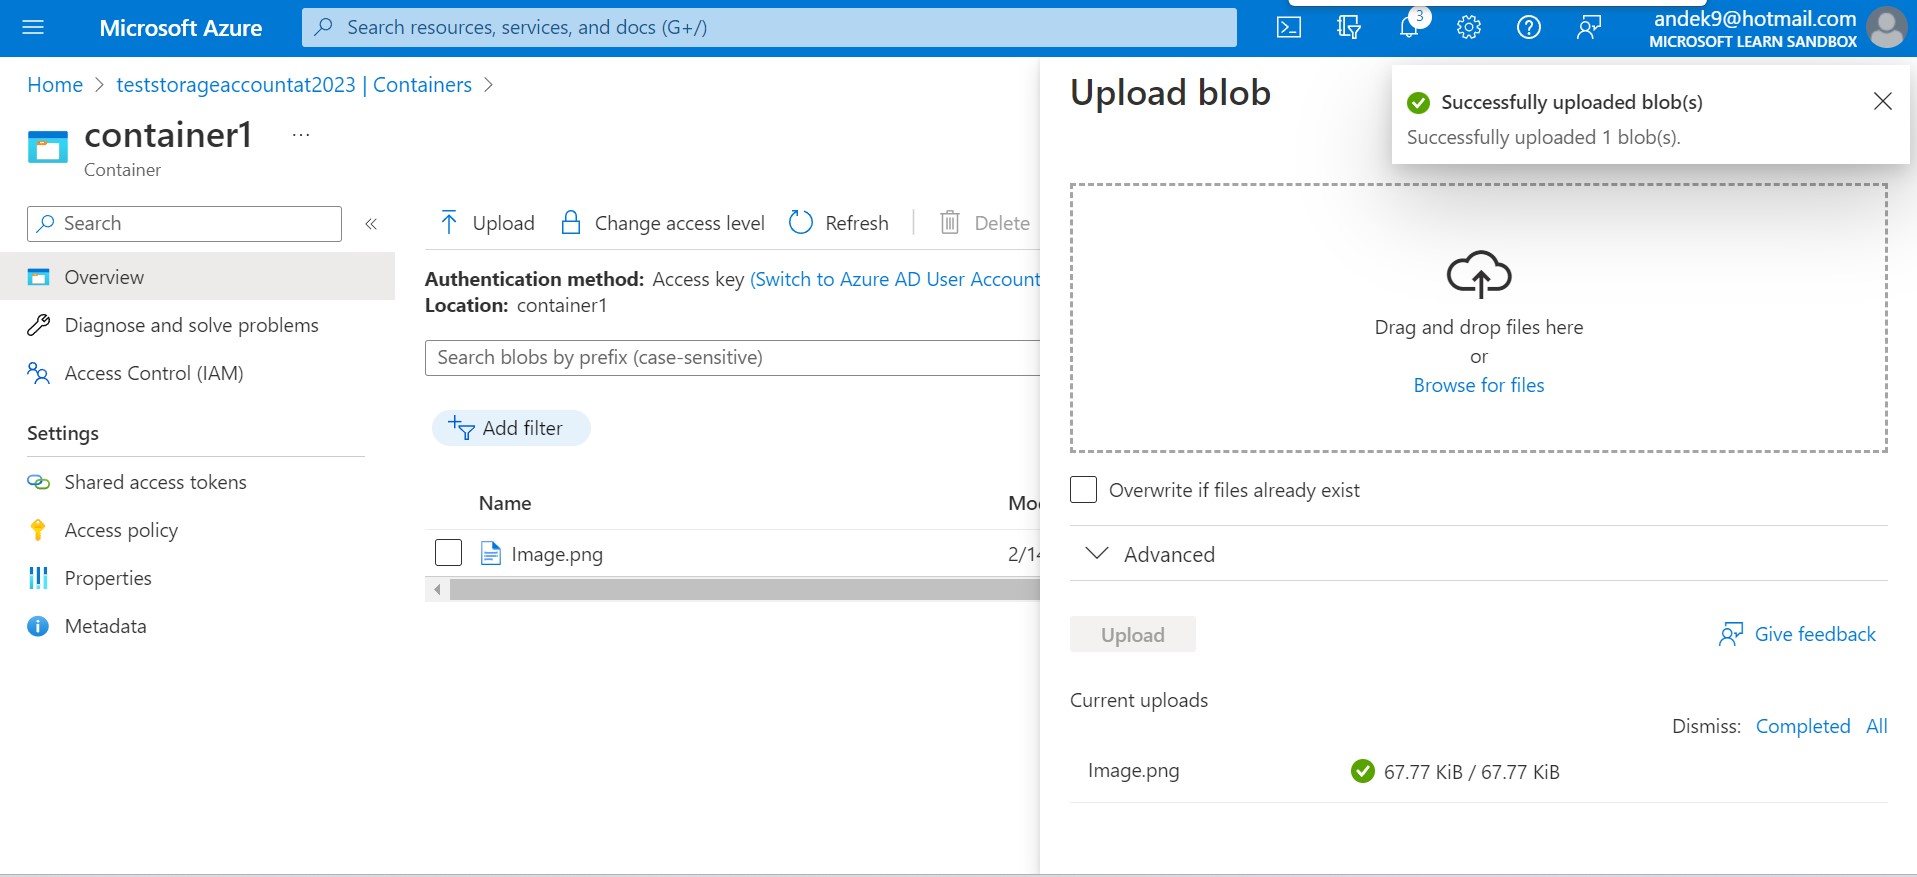 Microsoft Azure
Search resources, services, and docs (G+/)
3
andek9@hotmail.com
MICROSOFT LEARN SANDBOX
Home > teststorageaccountat2023 | Containers >
container1 ...
Container
Search
«
Overview
Diagnose and solve problems
Access Control (IAM)
Settings
Shared access tokens
Access policy
Properties
Metadata
Upload
Change access level
Refresh
Delete
Authentication method: Access key (Switch to Azure AD User Account
Location: container1
Search blobs by prefix (case-sensitive)
Add filter
Name
Image.png
Upload blob
Successfully uploaded blob(s)
Successfully uploaded 1 blob(s).
Drag and drop files here
or
Browse for files
Overwrite if files already exist
Advanced
Upload
Give feedback
Current uploads
Dismiss: Completed All
Image.png 67.77 KiB / 67.77 KiB